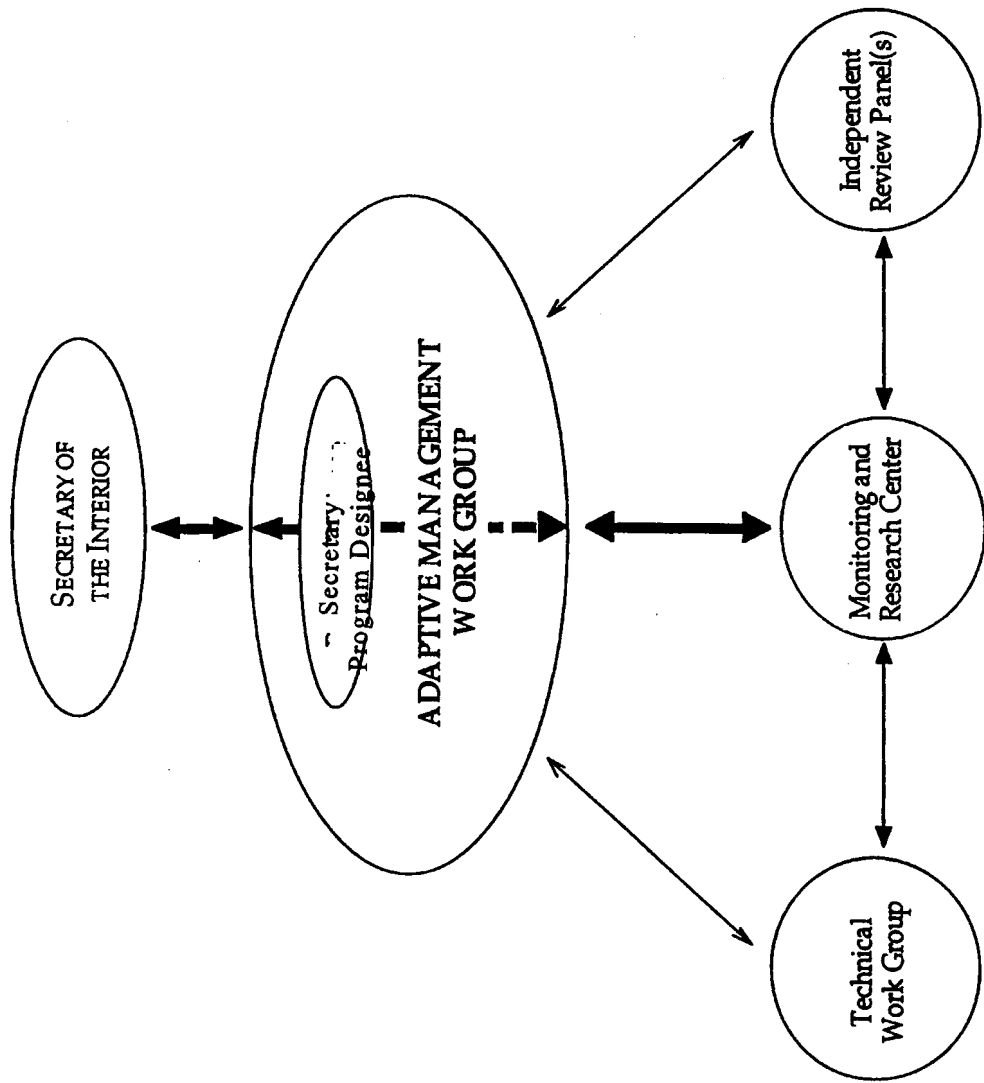 SECRETARY OF
THE INTERIOR
Secretary
Program Designee
ADAPTIVE MANAGEMENT
WORK GROUP
Technical
Work Group
Monitoring and
Research Center
Independent
Review Panel(s)